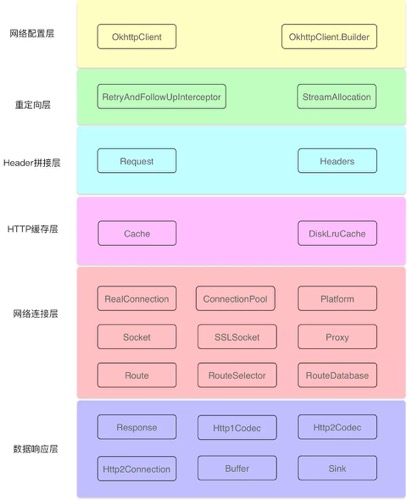 网络配置层
OkhttpClient
OkhttpClient.Builder
重定向层
RetryAndFollowUpInterceptor
StreamAllocation
Header拼接层
Request
Headers
HTTP缓存层
Cache
DiskLruCache
网络连接层
RealConnection
ConnectionPool
Platform
Socket
SSLSocket
Proxy
Route
RouteSelector
RouteDatabase
数据响应层
Response
Http1Codec
Http2Codec
Http2Connection
Buffer
Sink